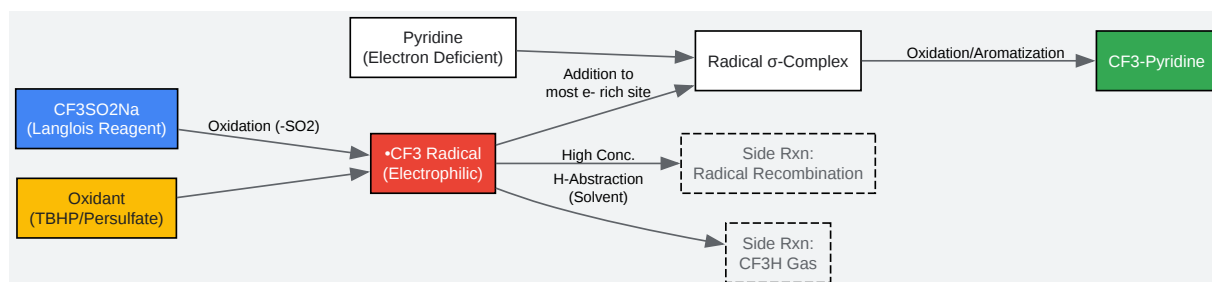 Pyridine
(Electron Deficient)
Radical σ-Complex
Oxidation/Aromatization
CF3-Pyridine
Addition to
most e- rich site
CF3SO2Na
(Langlois Reagent)
Oxidation (-SO2)
•CF3 Radical
(Electrophilic)
High Conc.
Side Rxn:
Radical Recombination
H-Abstraction
(Solvent)
Oxidant
(TBHP/Persulfate)
Side Rxn:
CF3H Gas